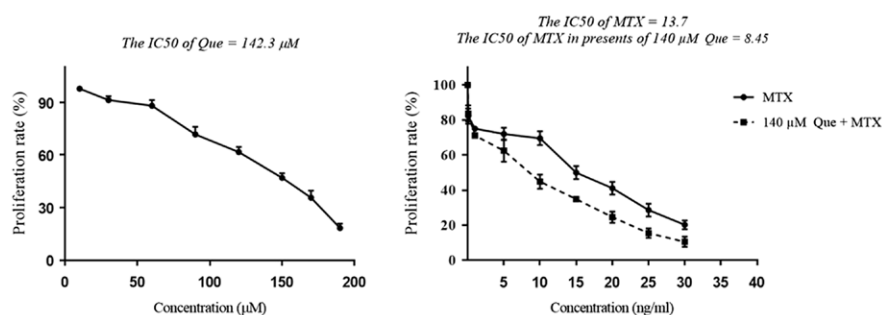 The IC50 of Que = 142.3 µM
90
60
30
0
0
50
100
150
200
Proliferation rate (%)
Concentration (µM)
The IC50 of MTX = 13.7
The IC50 of MTX in presents of 140 µM Que = 8.45
100
80
60
40
20
0
5
10
15
20
25
30
35
40
Proliferation rate (%)
Concentration (ng/ml)
MTX
140 µM Que + MTX